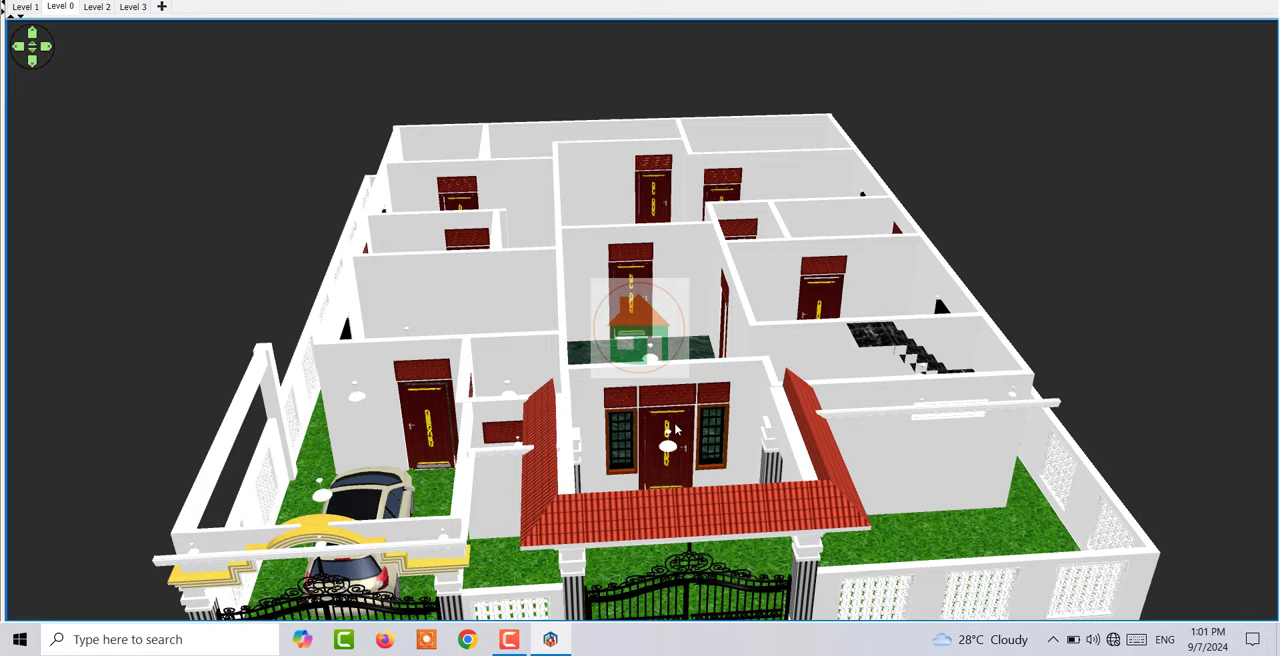 Level 1 Level 0 Level 2 Level 3
Type here to search
28°C Cloudy
ENG
1:01 PM
9/7/2024